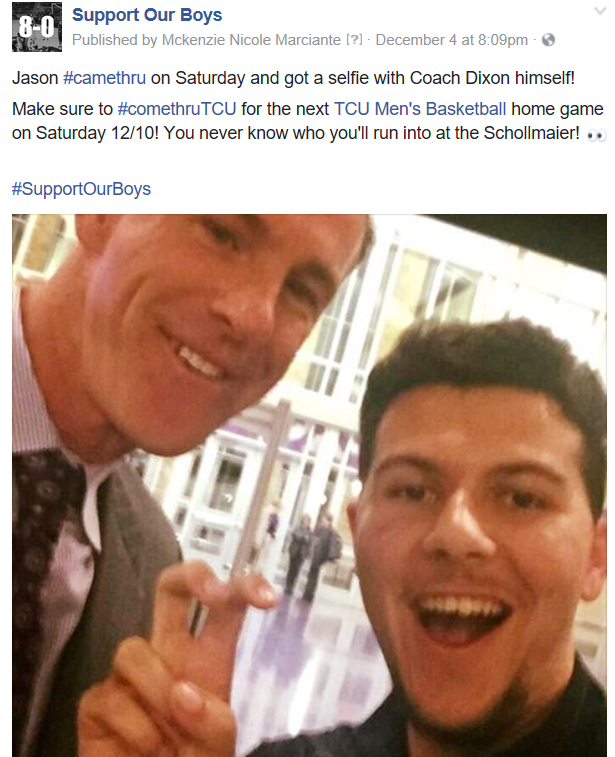 8-0
Support Our Boys
Published by Mckenzie Nicole Marciante [?] · December 4 at 8:09pm ·
Jason #camethru on Saturday and got a selfie with Coach Dixon himself!
Make sure to #comethruTCU for the next TCU Men's Basketball home game
on Saturday 12/10! You never know who you'll run into at the Schollmaier! 👀
#SupportOurBoys